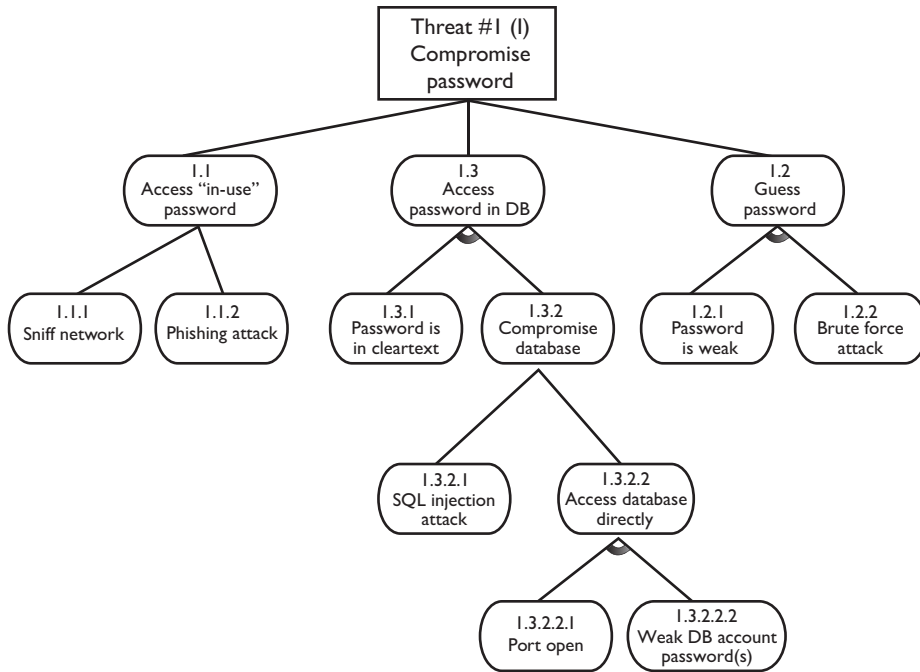 Threat #1 (I)
Compromise
password
1.1
Access “in-use”
password
1.3
Access
password in DB
1.2
Guess
password
1.1.1
Sniff network
1.1.2
Phishing attack
1.3.1
Password is
in cleartext
1.3.2
Compromise
database
1.2.1
Password
is weak
1.2.2
Brute force
attack
1.3.2.1
SQL injection
attack
1.3.2.2
Access database
directly
1.3.2.2.1
Port open
1.3.2.2.2
Weak DB account
password(s)